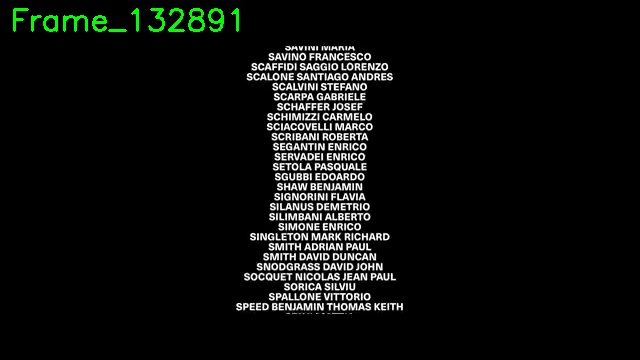 Frame_132891
SAVINI MARIA
SAVINO FRANCESCO
SCAFFIDI SAGGIO LORENZO
SCALONE SANTIAGO ANDRES
SCALVINI STEFANO
SCARPA GABRIELE
SCHAFFER JOSEF
SCHIMIZZI CARMELO
SCIACOVELLI MARCO
SCRIBANI ROBERTA
SEGANTIN ENRICO
SERVADEI ENRICO
SETOLA PASQUALE
SGUBBI EDOARDO
SHAW BENJAMIN
SIGNORINI FLAVIA
SILANUS DEMETRIO
SILIMBANI ALBERTO
SIMONE ENRICO
SINGLETON MARK RICHARD
SMITH ADRIAN PAUL
SMITH DAVID DUNCAN
SNODGRASS DAVID JOHN
SOCQUET NICOLAS JEAN PAUL
SORICA SILVIU
SPALLONE VITTORIO
SPEED BENJAMIN THOMAS KEITH